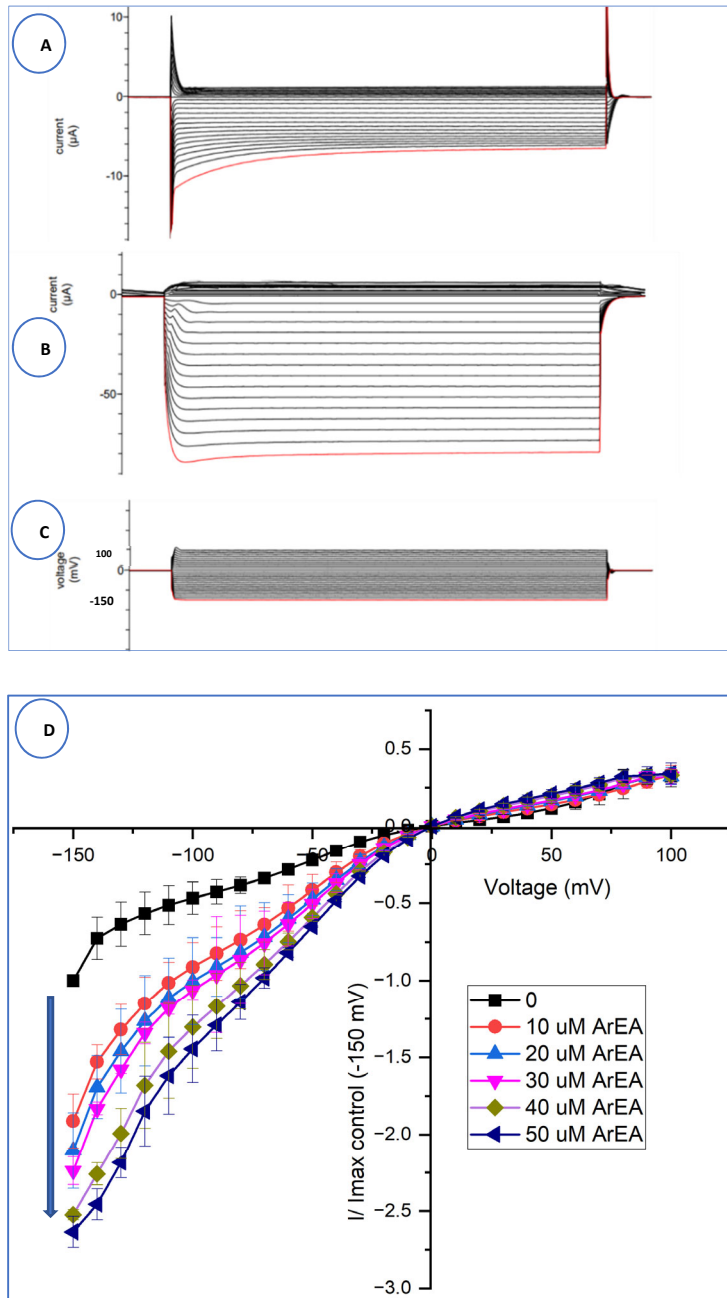 A
10
0
-10
current
(µA)
current
(µA)
0
-50
B
C
100
0
-150
voltage
(mV)
D
0.5
0
−150
−100
−50
0
50
100
Voltage (mV)
−0.5
−1.0
−1.5
−2.0
−2.5
−3.0
I/ Imax control (-150 mV)
0
10 uM ArEA
20 uM ArEA
30 uM ArEA
40 uM ArEA
50 uM ArEA